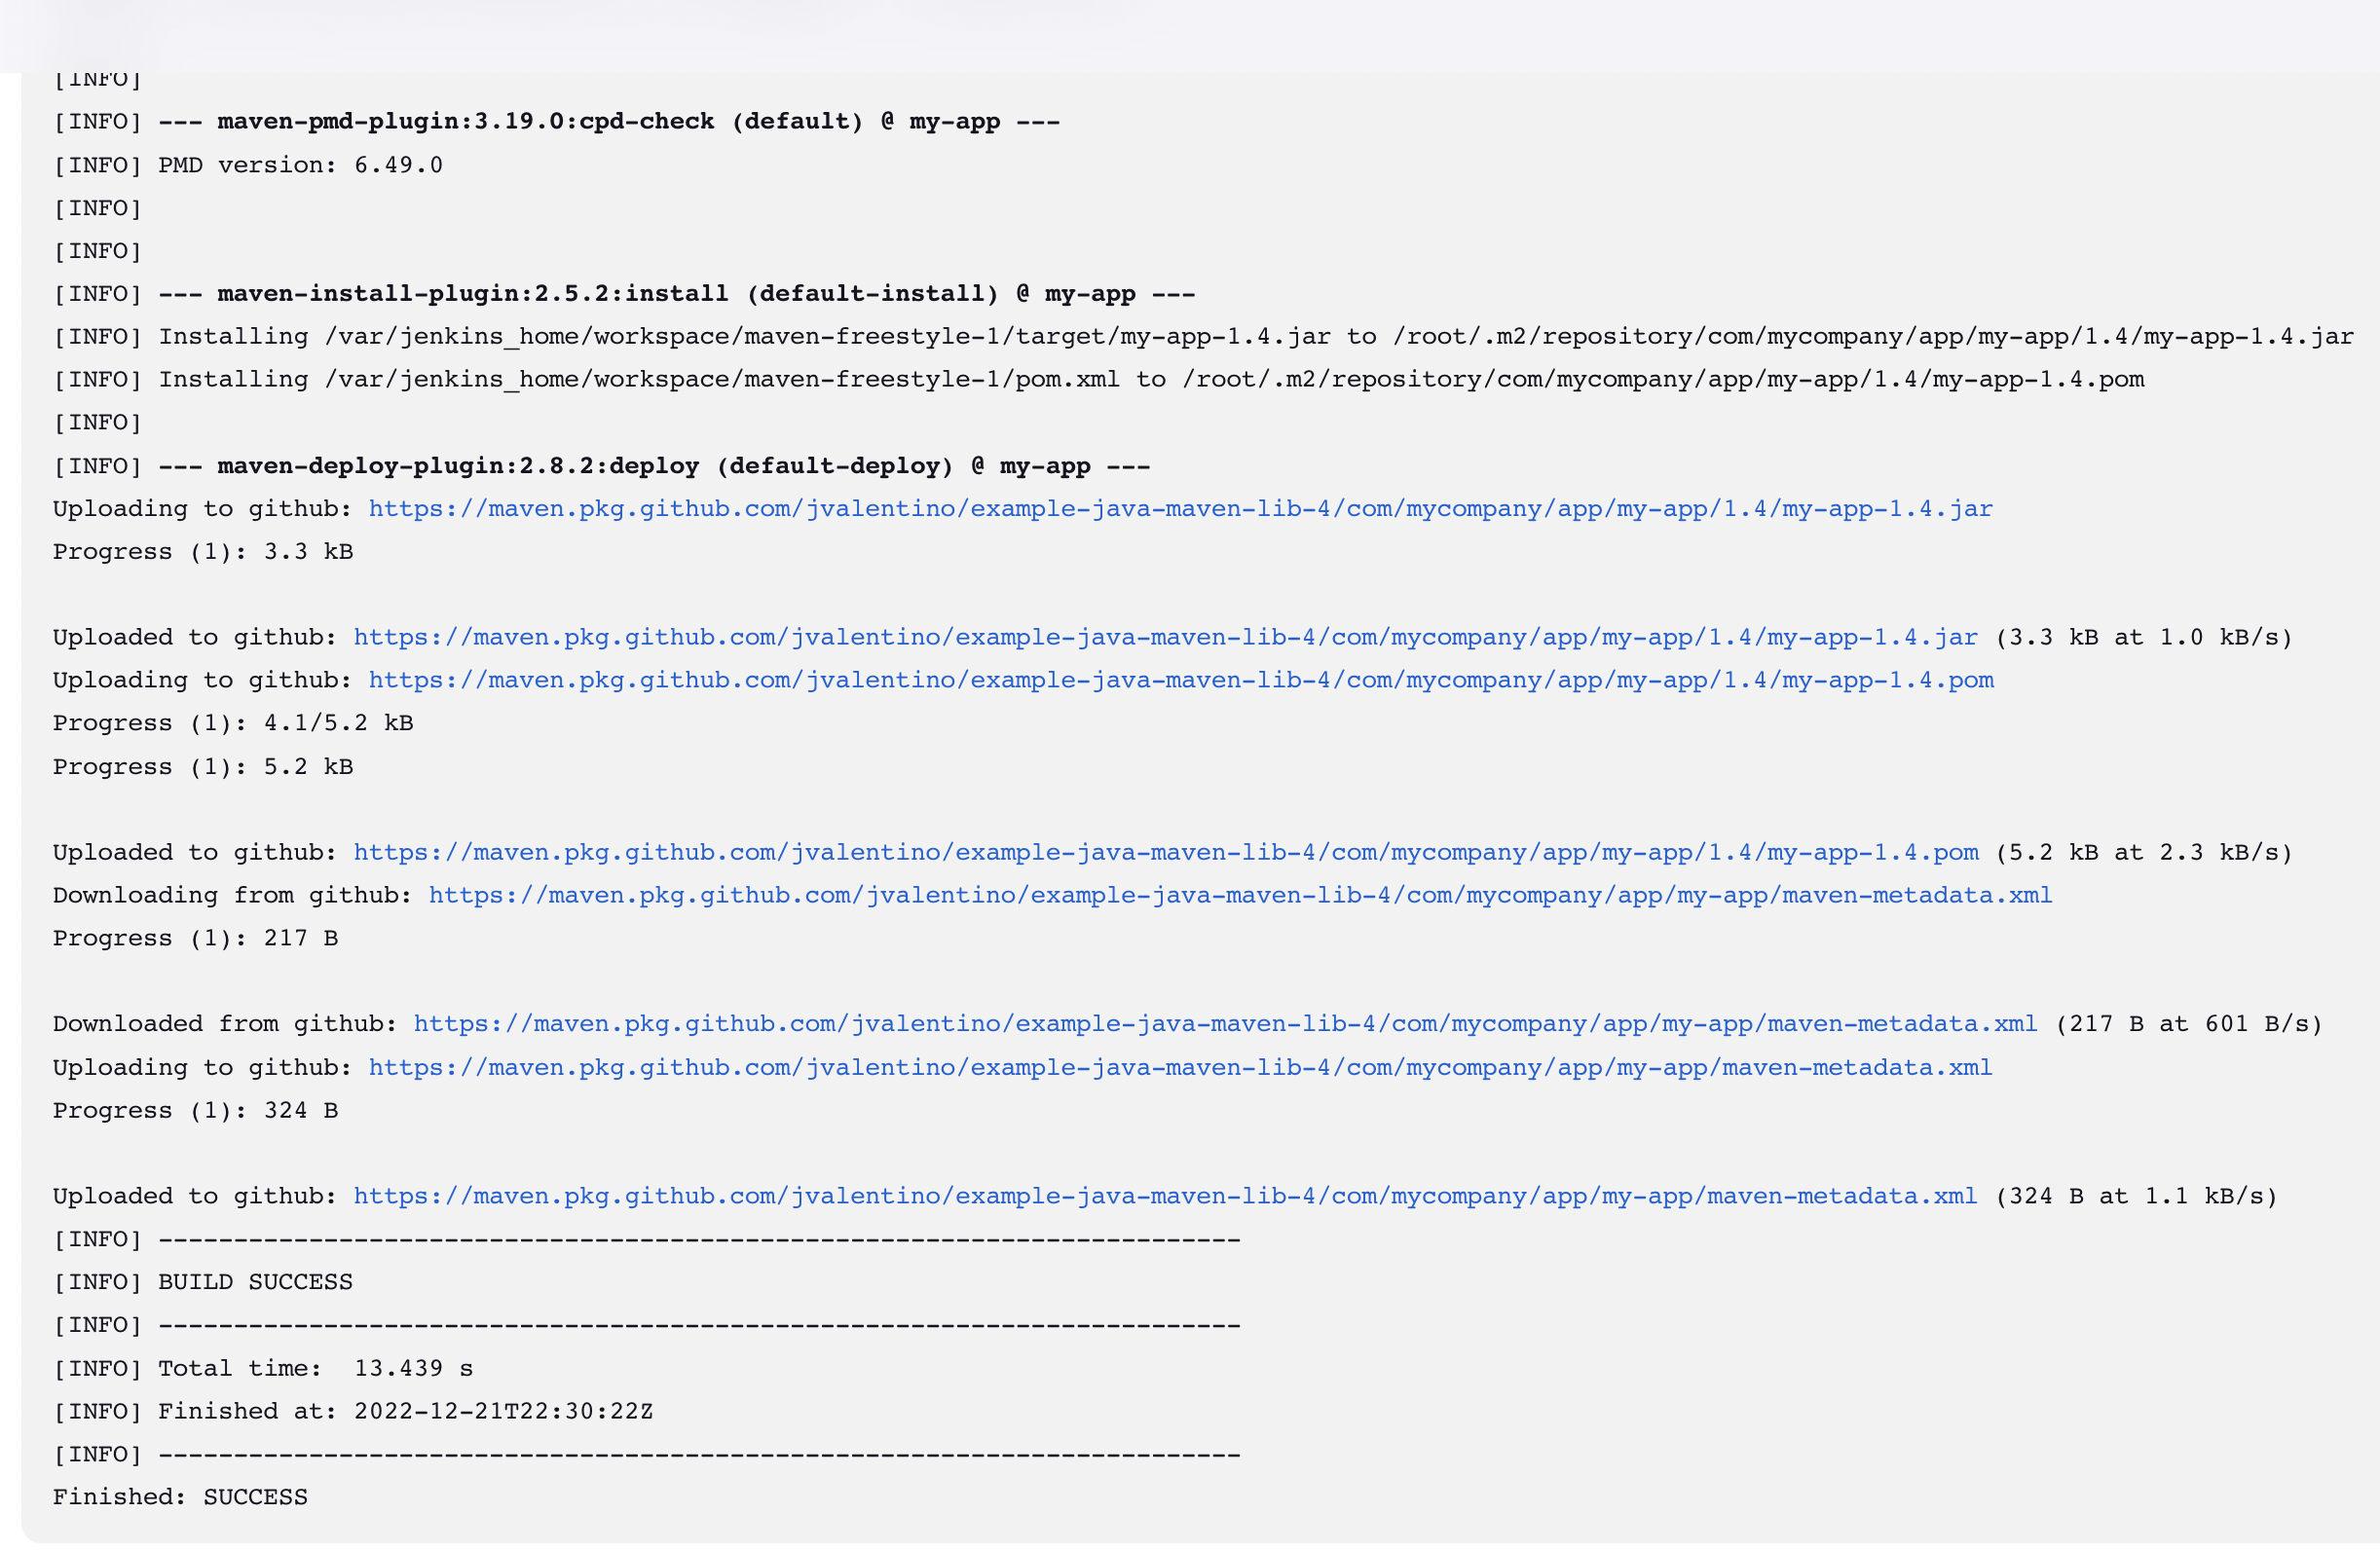 [INFO]
[INFO] --- maven-pmd-plugin:3.19.0:cpd-check (default) @ my-app ---
[INFO] PMD version: 6.49.0
[INFO]
[INFO]
[INFO] --- maven-install-plugin:2.5.2:install (default-install) @ my-app ---
[INFO] Installing /var/jenkins_home/workspace/maven-freestyle-1/target/my-app-1.4.jar to /root/.m2/repository/com/mycompany/app/my-app/1.4/my-app-1.4.jar
[INFO] Installing /var/jenkins_home/workspace/maven-freestyle-1/pom.xml to /root/.m2/repository/com/mycompany/app/my-app/1.4/my-app-1.4.pom
[INFO]
[INFO] --- maven-deploy-plugin:2.8.2:deploy (default-deploy) @ my-app ---
Uploading to github: https://maven.pkg.github.com/jvalentino/example-java-maven-lib-4/com/mycompany/app/my-app/1.4/my-app-1.4.jar
Progress (1): 3.3 kB
Uploaded to github: https://maven.pkg.github.com/jvalentino/example-java-maven-lib-4/com/mycompany/app/my-app/1.4/my-app-1.4.jar (3.3 kB at 1.0 kB/s)
Uploading to github: https://maven.pkg.github.com/jvalentino/example-java-maven-lib-4/com/mycompany/app/my-app/1.4/my-app-1.4.pom
Progress (1): 4.1/5.2 kB
Progress (1): 5.2 kB
Uploaded to github: https://maven.pkg.github.com/jvalentino/example-java-maven-lib-4/com/mycompany/app/my-app/1.4/my-app-1.4.pom (5.2 kB at 2.3 kB/s)
Downloading from github: https://maven.pkg.github.com/jvalentino/example-java-maven-lib-4/com/mycompany/app/my-app/maven-metadata.xml
Progress (1): 217 B
Downloaded from github: https://maven.pkg.github.com/jvalentino/example-java-maven-lib-4/com/mycompany/app/my-app/maven-metadata.xml (217 B at 601 B/s)
Uploading to github: https://maven.pkg.github.com/jvalentino/example-java-maven-lib-4/com/mycompany/app/my-app/maven-metadata.xml
Progress (1): 324 B
Uploaded to github: https://maven.pkg.github.com/jvalentino/example-java-maven-lib-4/com/mycompany/app/my-app/maven-metadata.xml (324 B at 1.1 kB/s)
[INFO] ------------------------------------------------------------------------
[INFO] BUILD SUCCESS
[INFO] ------------------------------------------------------------------------
[INFO] Total time:  13.439 s
[INFO] Finished at: 2022-12-21T22:30:22Z
[INFO] ------------------------------------------------------------------------
Finished: SUCCESS